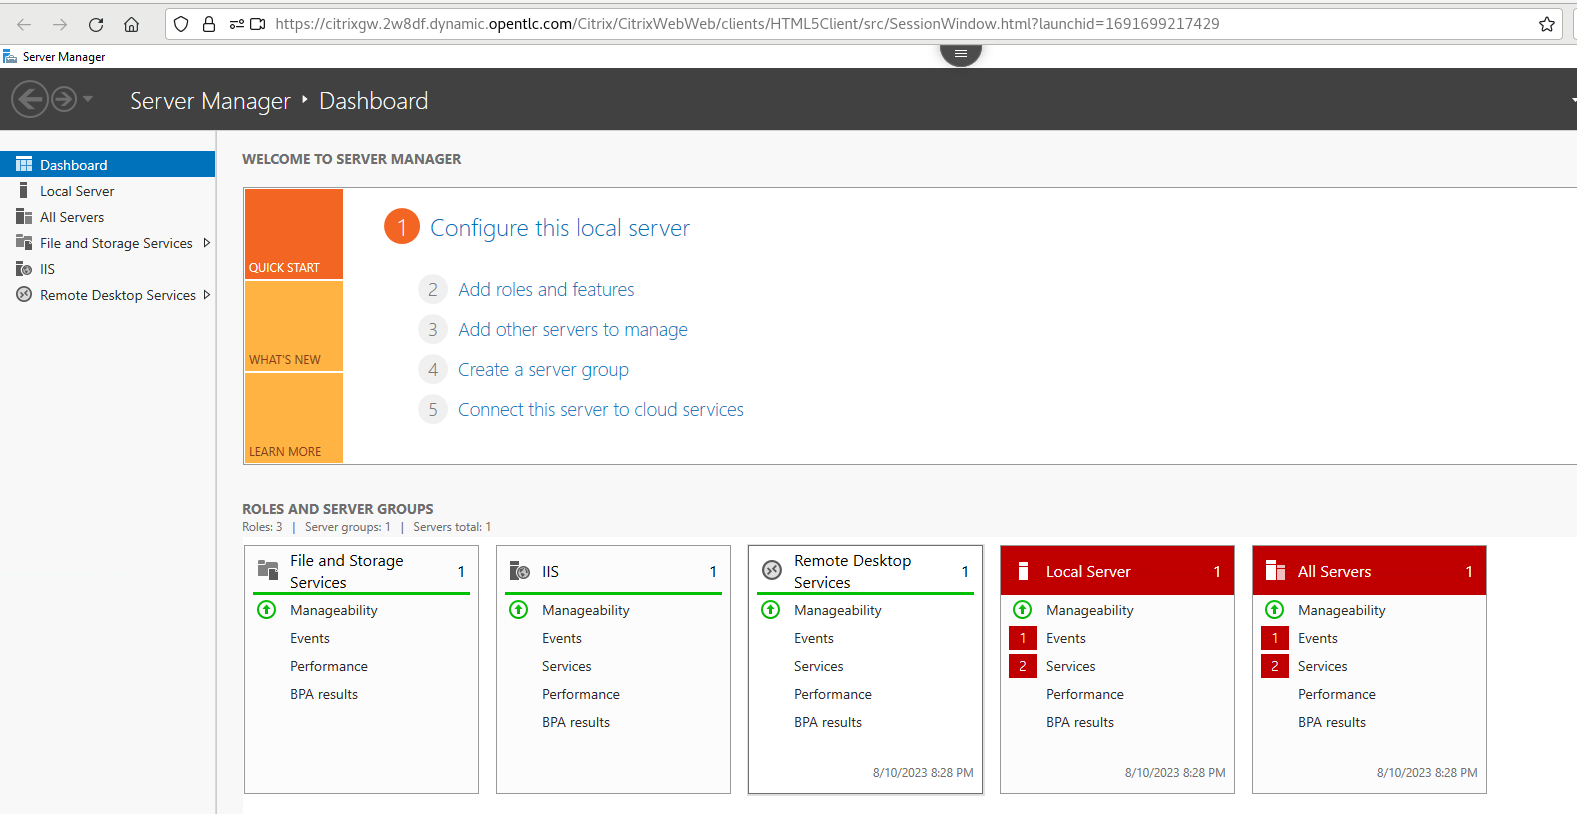 https://citrixgw.2w8df.dynamic.opentlc.com/Citrix/CitrixWebWeb/clients/HTML5Client/src/SessionWindow.html?launchid=1691699217429
Server Manager
Server Manager ‣ Dashboard
Dashboard
Local Server
All Servers
File and Storage Services
IIS
Remote Desktop Services
WELCOME TO SERVER MANAGER
QUICK START
WHAT'S NEW
LEARN MORE
1 Configure this local server
2 Add roles and features
3 Add other servers to manage
4 Create a server group
5 Connect this server to cloud services
ROLES AND SERVER GROUPS
Roles: 3 | Server groups: 1 | Servers total: 1
File and Storage
Services 1
Manageability
Events
Performance
BPA results
IIS 1
Manageability
Events
Services
Performance
BPA results
Remote Desktop
Services 1
Manageability
Events
Services
Performance
BPA results
8/10/2023 8:28 PM
Local Server 1
Manageability
1 Events
2 Services
Performance
BPA results
8/10/2023 8:28 PM
All Servers 1
Manageability
1 Events
2 Services
Performance
BPA results
8/10/2023 8:28 PM